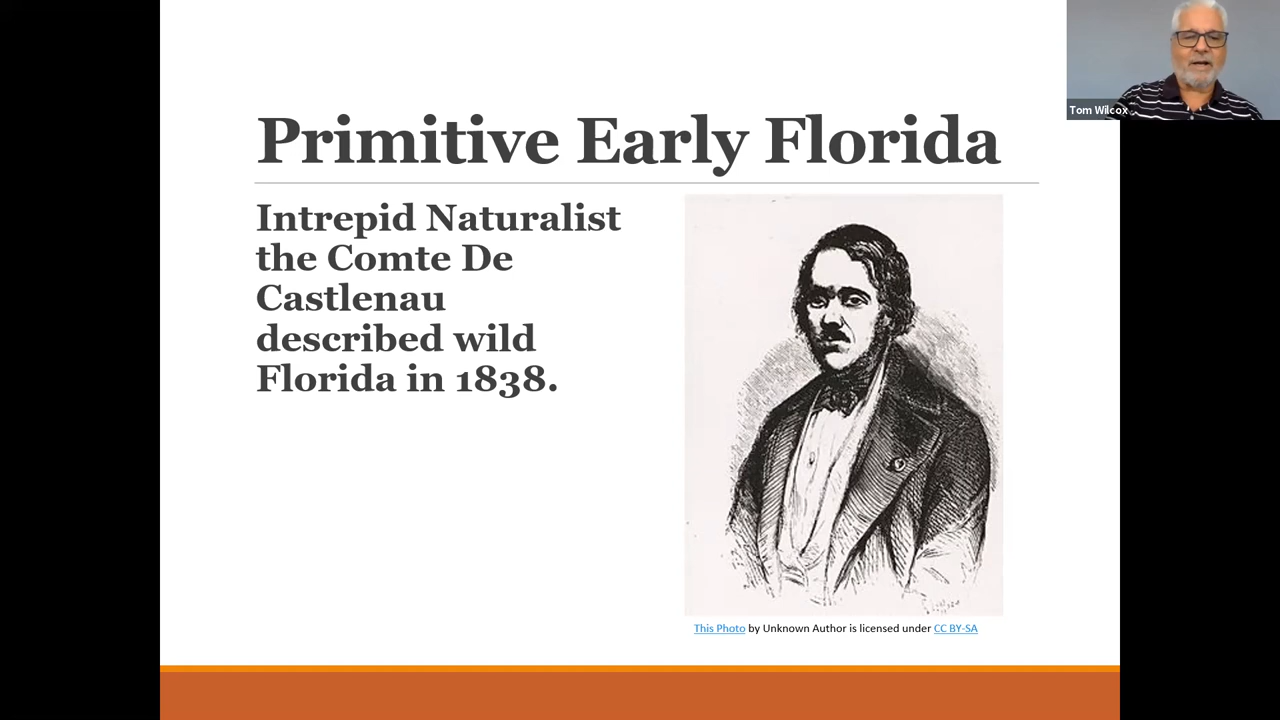 Primitive Early Florida
Intrepid Naturalist
the Comte De
Castlenau
described wild
Florida in 1838.
This Photo by Unknown Author is licensed under CC BY-SA
Tom Wilcox